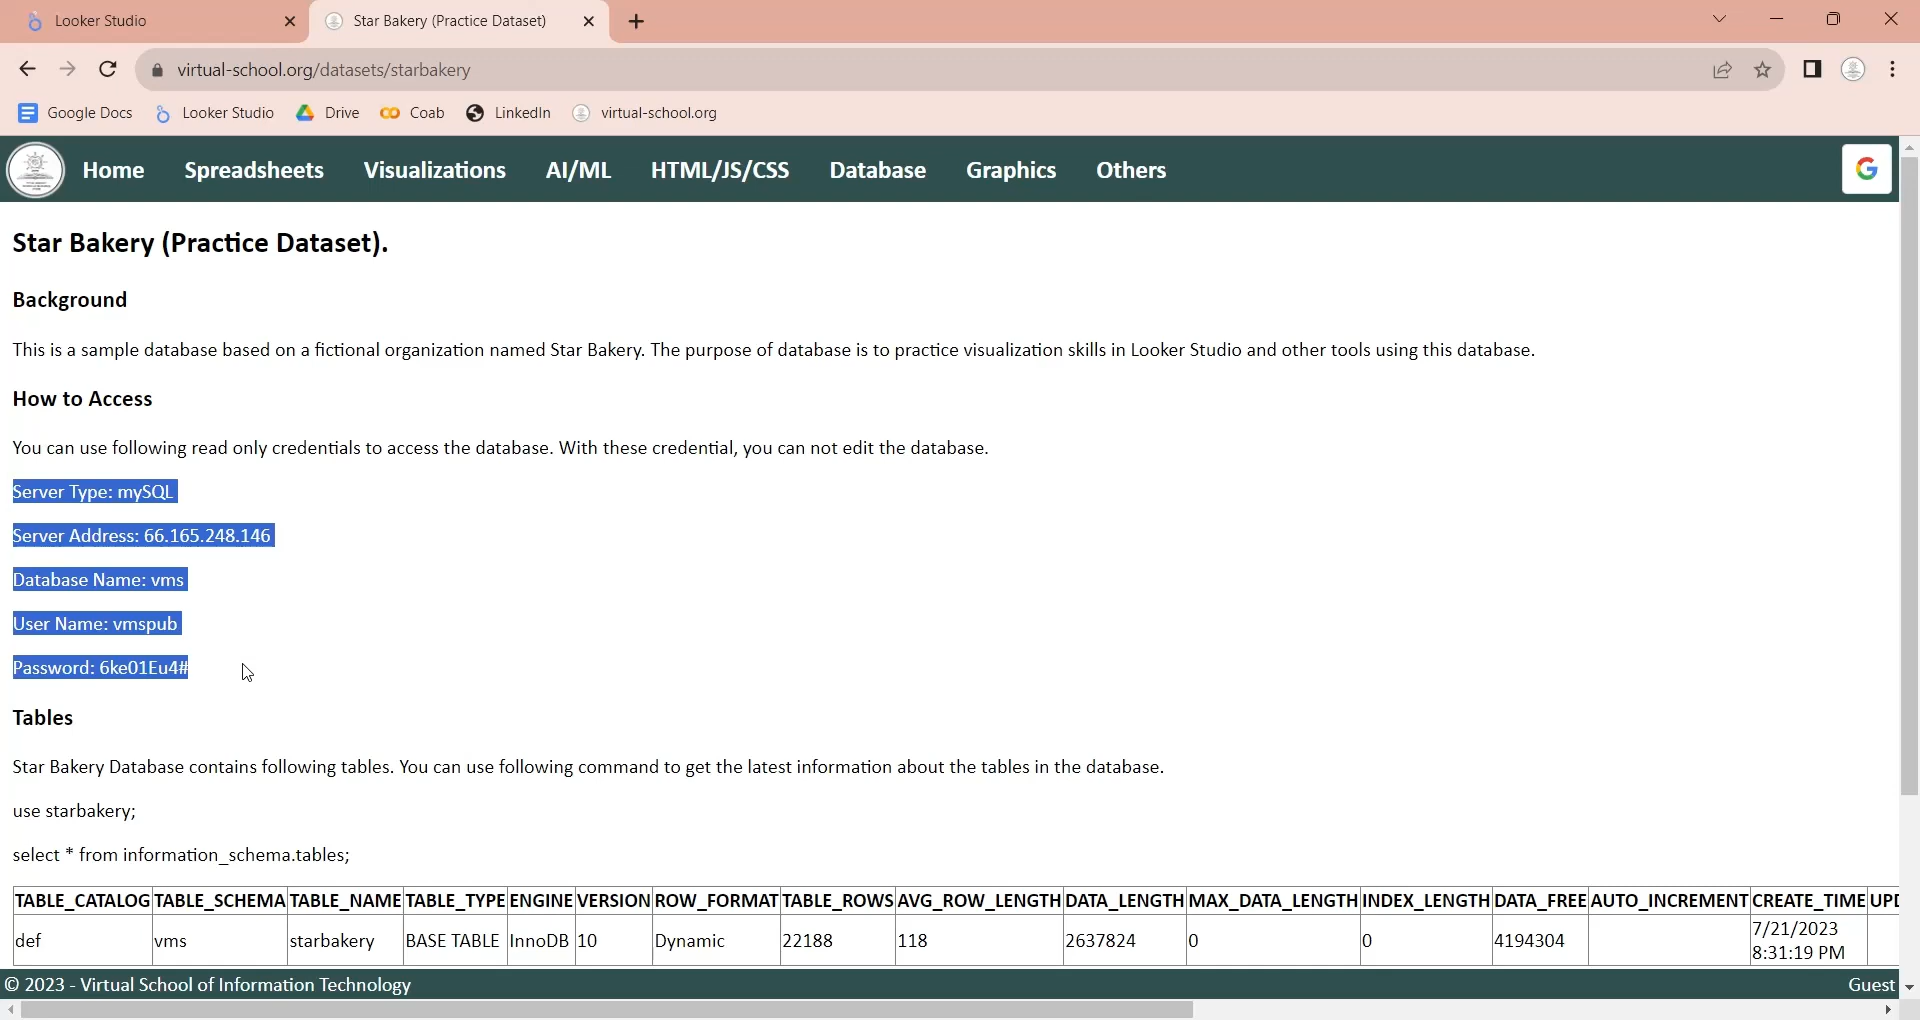 Looker Studio
Star Bakery (Practice Dataset)
virtual-school.org/datasets/starbakery
Google Docs Looker Studio Drive Coab LinkedIn virtual-school.org
Home Spreadsheets Visualizations AI/ML HTML/JS/CSS Database Graphics Others
Star Bakery (Practice Dataset).
Background
This is a sample database based on a fictional organization named Star Bakery. The purpose of database is to practice visualization skills in Looker Studio and other tools using this database.
How to Access
You can use following read only credentials to access the database. With these credential, you can not edit the database.
Server Type: mySQL
Server Address: 66.165.248.146
Database Name: vms
User Name: vmspub
Password: 6ke01Eu4#
Tables
Star Bakery Database contains following tables. You can use following command to get the latest information about the tables in the database.
use starbakery;
select * from information_schema.tables;
TABLE_CATALOG TABLE_SCHEMA TABLE_NAME TABLE_TYPE ENGINE VERSION ROW_FORMAT TABLE_ROWS AVG_ROW_LENGTH DATA_LENGTH MAX_DATA_LENGTH INDEX_LENGTH DATA_FREE AUTO_INCREMENT CREATE_TIME UPD
def vms starbakery BASE TABLE InnoDB 10 Dynamic 22188 118 2637824 0 0 4194304 7/21/2023
8:31:19 PM
© 2023 - Virtual School of Information Technology Guest